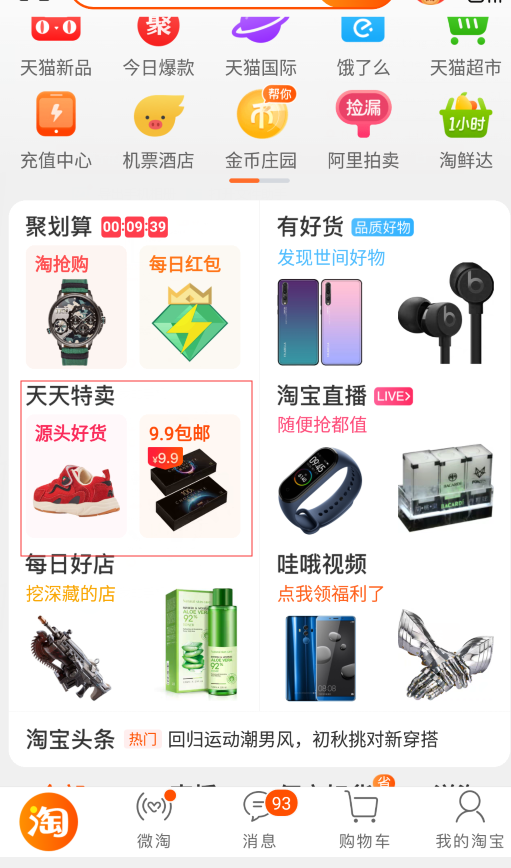 聚
e
天猫新品 今日爆款 天猫国际 饿了么 天猫超市
帮你
币
捡漏
1小时
充值中心 机票酒店 金币庄园 阿里拍卖 淘鲜达
聚划算 00:09:39
淘抢购 每日红包
有好货 品质好物
发现世间好物
天天特卖
源头好货 9.9包邮
¥9.9
淘宝直播 LIVE
随便抢都值
09:45
每日好店
挖深藏的店
ALOE VERA
92%
ALOE VERA
92%
哇哦视频
点我领福利了
08:08
淘宝头条 热门 回归运动潮男风，初秋挑对新穿搭
省
淘
微淘
93
消息
购物车
我的淘宝